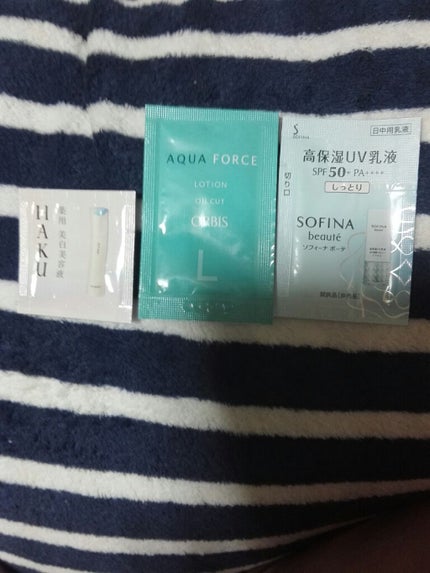 HAKU
薬用 美白美容液
AQUA FORCE
LOTION
OIL CUT
ORBIS
L
S
SOFINA
日中用乳液
高保湿UV乳液
SPF50+ PA++++
しっとり
切り口
SOFINA
beauté
ソフィーナ ボーテ